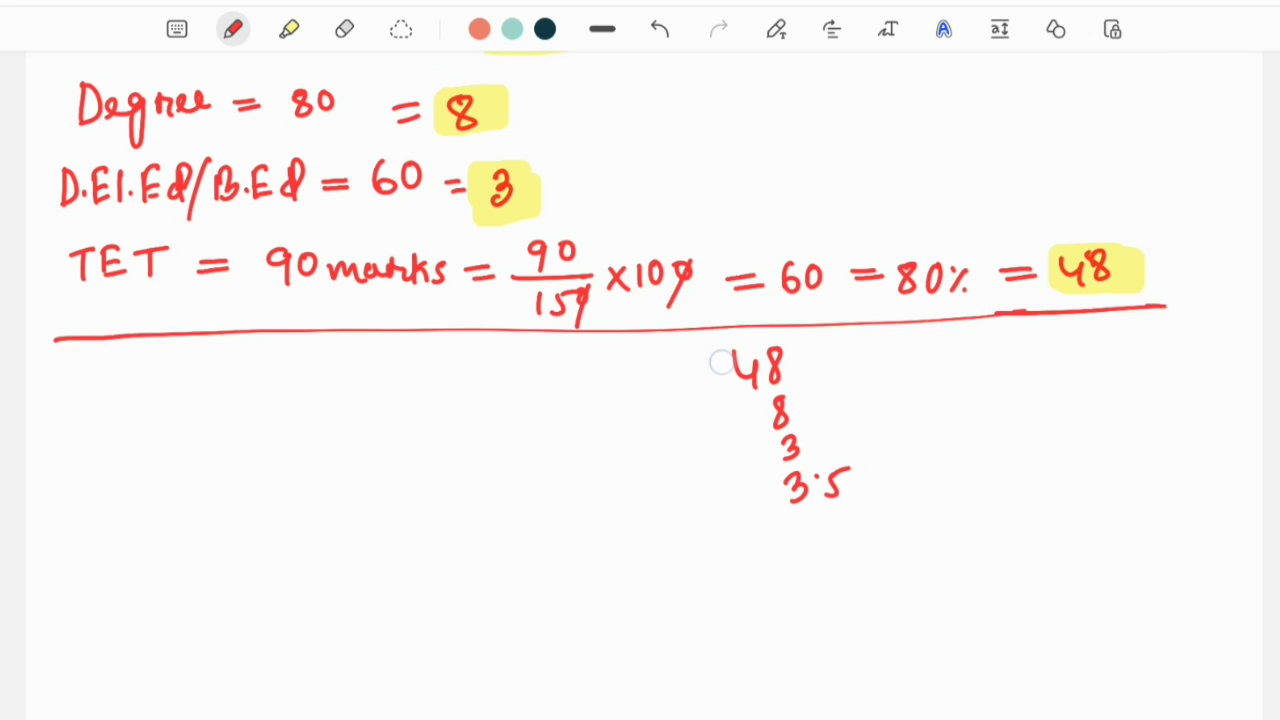 Degree = 80 = 8
D.El.Ed/B.Ed = 60 = 3
TET = 90 marks = 90/150 x100 = 60 = 80% = 48
48
8
3
3.5